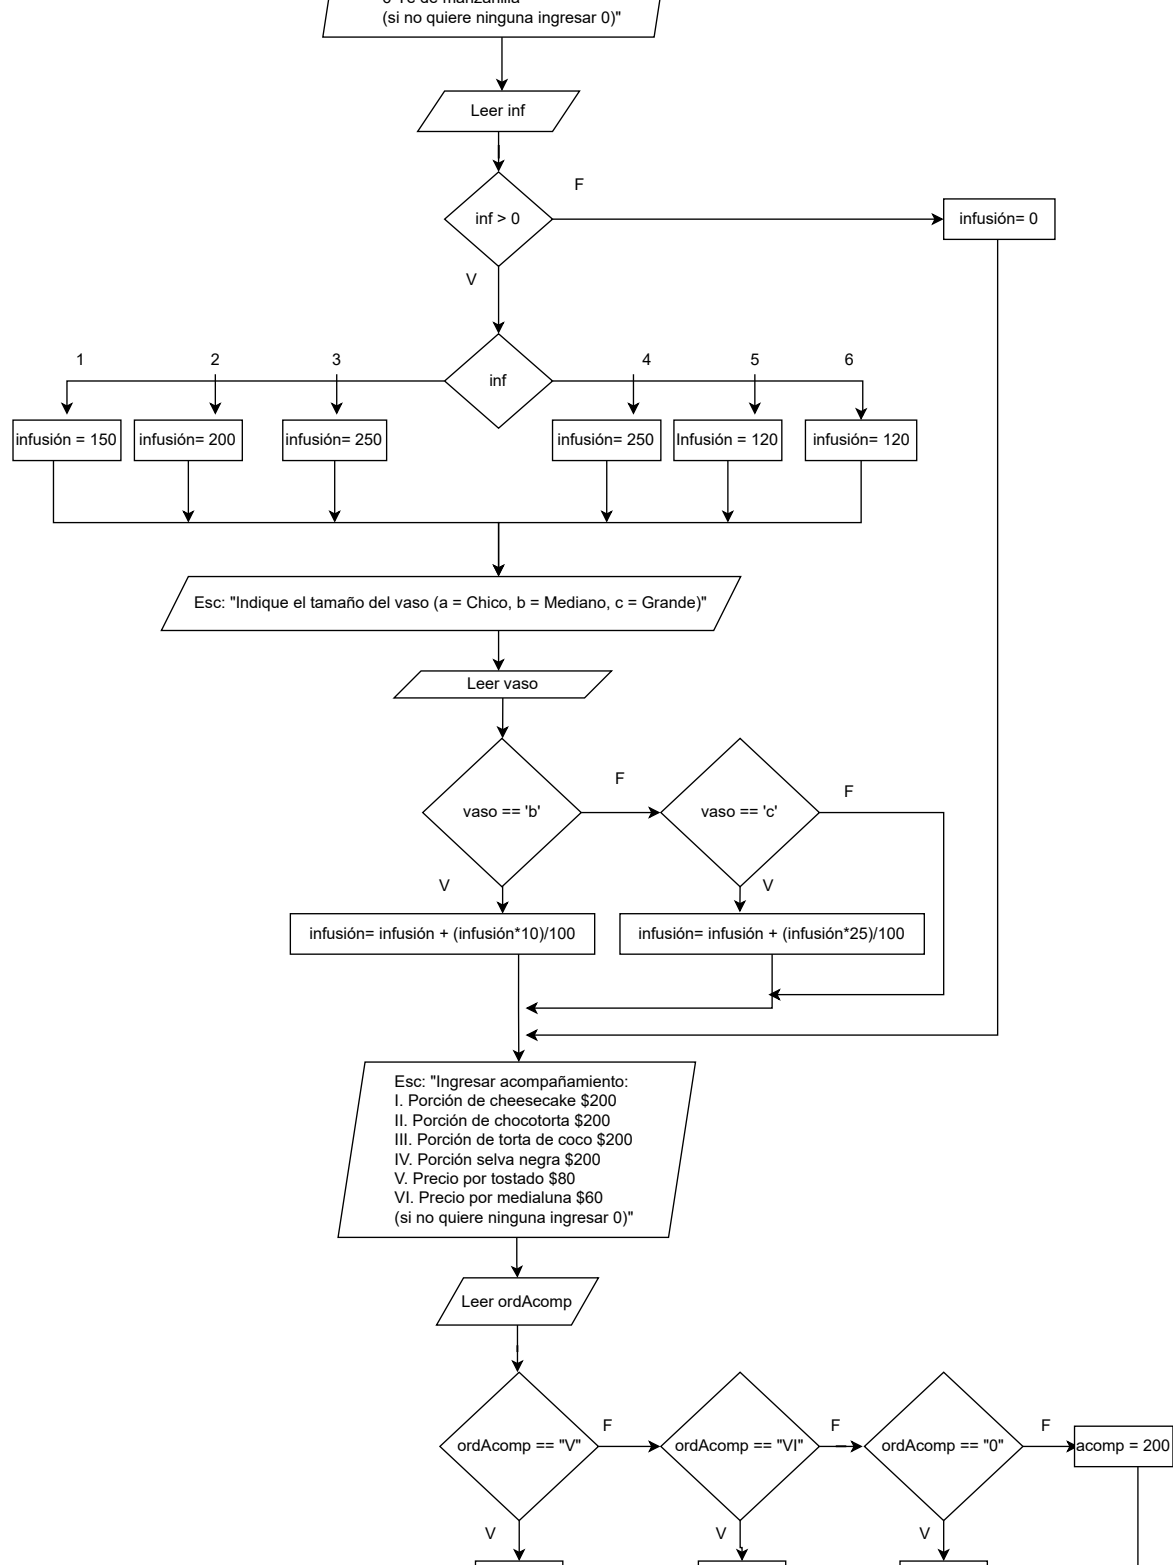 (si no quiere ninguna ingresar 0)"
Leer inf
F
inf > 0
infusión= 0
V
1
2
3
4
5
6
inf
infusión = 150
infusión= 200
infusión= 250
infusión= 250
Infusión = 120
infusión= 120
Esc: "Indique el tamaño del vaso (a = Chico, b = Mediano, c = Grande)"
Leer vaso
F
F
vaso == 'b'
vaso == 'c'
V
V
infusión= infusión + (infusión*10)/100
infusión= infusión + (infusión*25)/100
Esc: "Ingresar acompañamiento:
I. Porción de cheesecake $200
II. Porción de chocotorta $200
III. Porción de torta de coco $200
IV. Porción selva negra $200
V. Precio por tostado $80
VI. Precio por medialuna $60
(si no quiere ninguna ingresar 0)"
Leer ordAcomp
F
F
F
ordAcomp == "V"
ordAcomp == "VI"
ordAcomp == "0"
acomp = 200
V
V
V